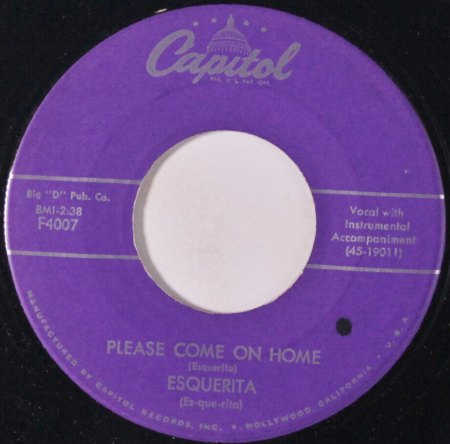 Capitol
REG. U.S. PAT. OFF.
Big "D" Pub. Co.
BMI-2:38
F4007
Vocal with
Instrumental
Accompaniment
(45-19011)
PLEASE COME ON HOME
(Esquerita)
ESQUERITA
(Es-que-rita)
MANUFACTURED BY CAPITOL RECORDS, INC. • HOLLYWOOD, CALIFORNIA • U.S.A.